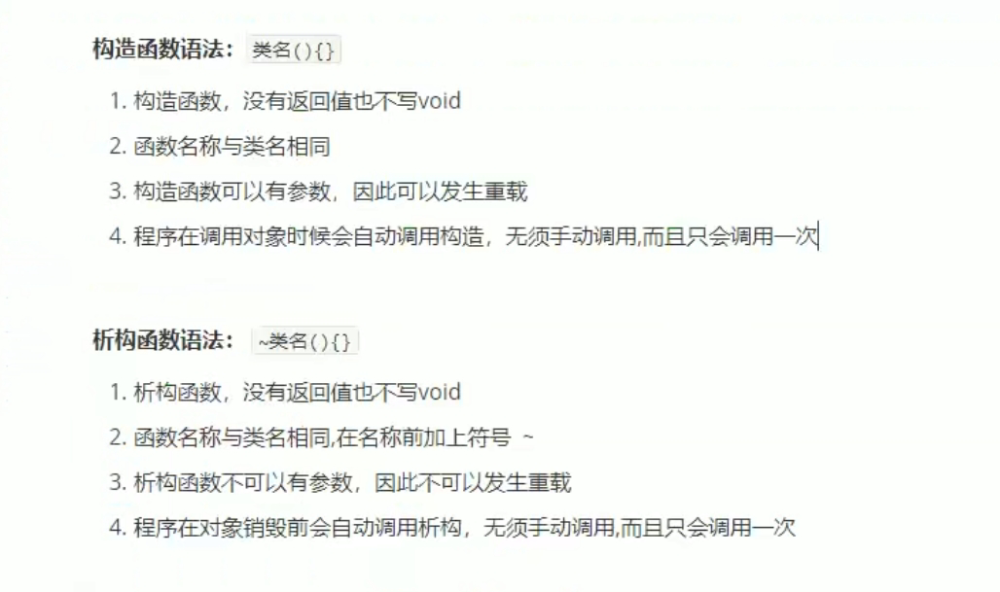 构造函数语法：类名(){}
1. 构造函数，没有返回值也不写void
2. 函数名称与类名相同
3. 构造函数可以有参数，因此可以发生重载
4. 程序在调用对象时候会自动调用构造，无须手动调用,而且只会调用一次
析构函数语法：~类名(){}
1. 析构函数，没有返回值也不写void
2. 函数名称与类名相同,在名称前加上符号 ~
3. 析构函数不可以有参数，因此不可以发生重载
4. 程序在对象销毁前会自动调用析构，无须手动调用,而且只会调用一次